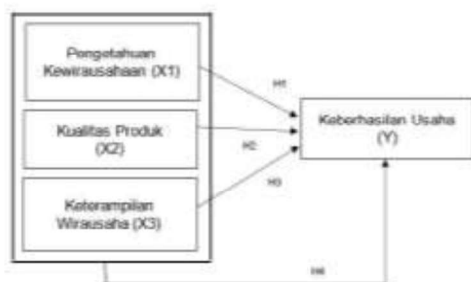 Pengetahuan
Kewirausahaan (X1)
H1
Keberhasilan Usaha
(Y)
Kualitas Produk
(X2)
H2
H3
Keterampilan
Wirausaha (X3)
H4